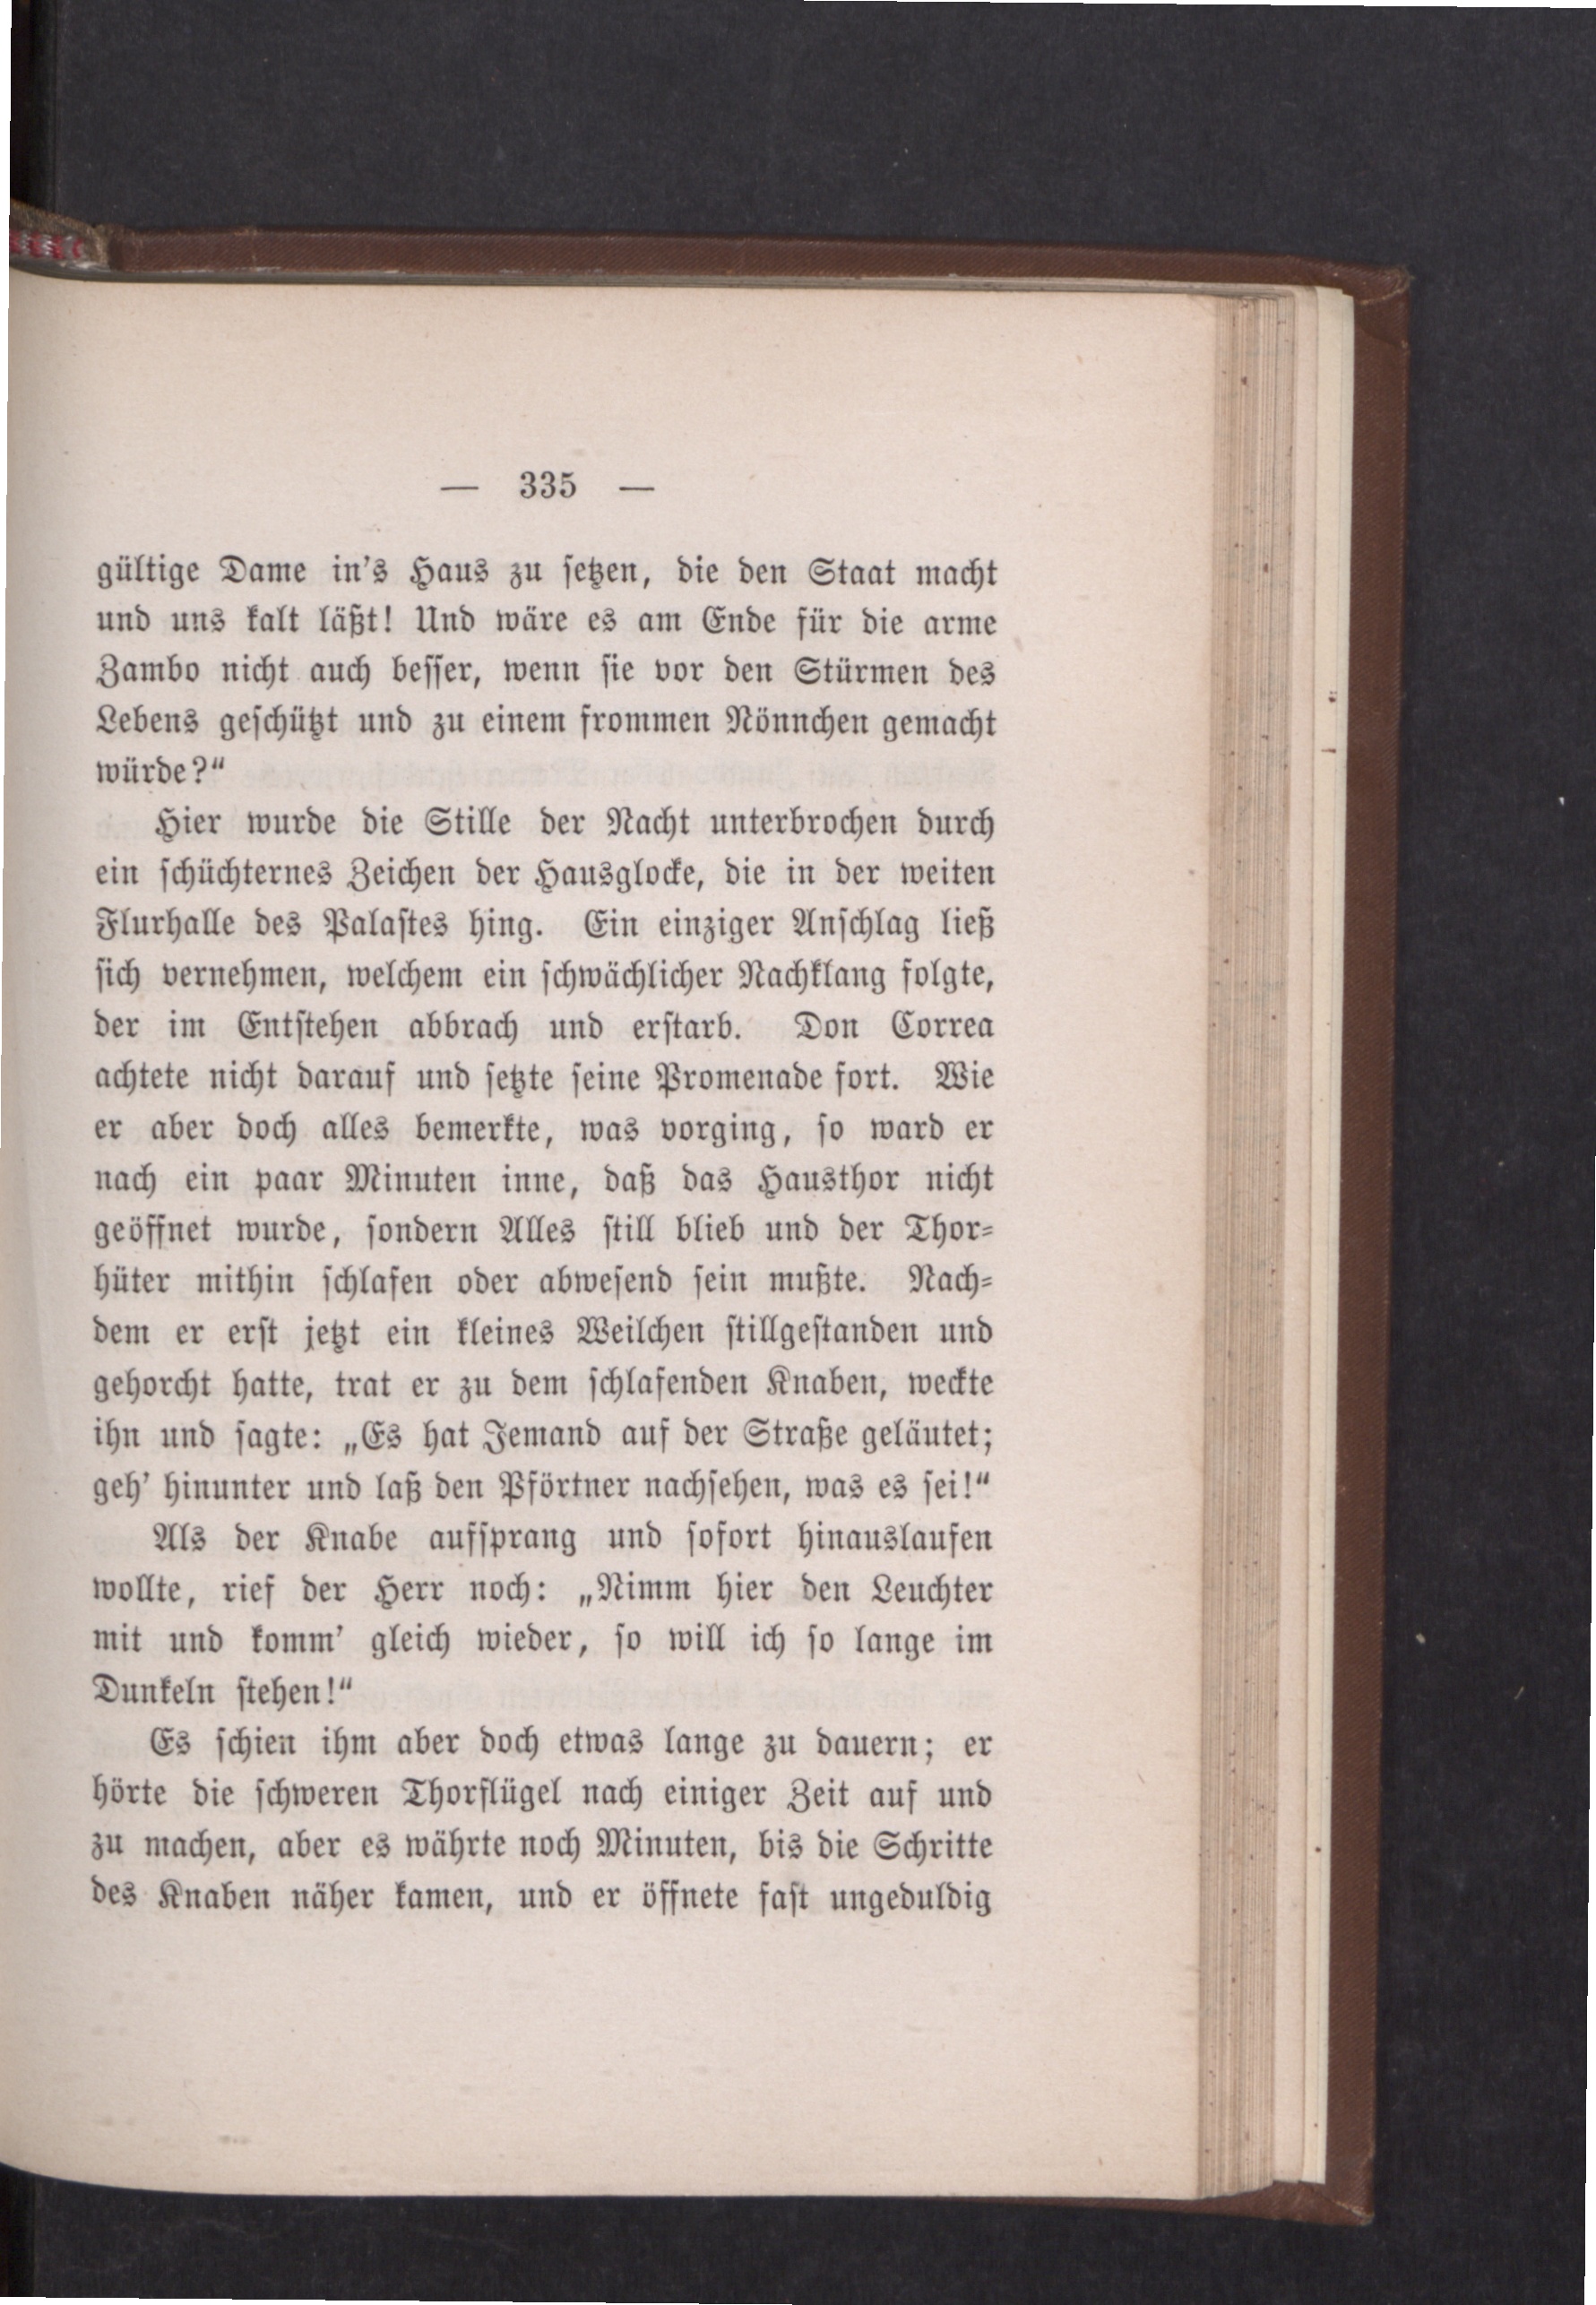 — 335 —
gültige Dame in's Haus zu setzen, die den Staat macht
und uns kalt läßt! Und wäre es am Ende für die arme
Zambo nicht auch besser, wenn sie vor den Stürmen des
Lebens geschützt und zu einem frommen Nönnchen gemacht
würde?“
Hier wurde die Stille der Nacht unterbrochen durch
ein schüchternes Zeichen der Hausglocke, die in der weiten
Flurhalle des Palastes hing. Ein einziger Anschlag ließ
sich vernehmen, welchem ein schwächlicher Nachklang folgte,
der im Entstehen abbrach und erstarb. Don Correa
achtete nicht darauf und setzte seine Promenade fort. Wie
er aber doch alles bemerkte, was vorging, so ward er
nach ein paar Minuten inne, daß das Hausthor nicht
geöffnet wurde, sondern Alles still blieb und der Thor-
hüter mithin schlafen oder abwesend sein mußte. Nach-
dem er erst jetzt ein kleines Weilchen stillgestanden und
gehorcht hatte, trat er zu dem schlafenden Knaben, weckte
ihn und sagte: „Es hat Jemand auf der Straße geläutet;
geh' hinunter und laß den Pförtner nachsehen, was es sei!“
Als der Knabe aufsprang und sofort hinauslaufen
wollte, rief der Herr noch: „Nimm hier den Leuchter
mit und komm' gleich wieder, so will ich so lange im
Dunkeln stehen!“
Es schien ihm aber doch etwas lange zu dauern; er
hörte die schweren Thorflügel nach einiger Zeit auf und
zu machen, aber es währte noch Minuten, bis die Schritte
des Knaben näher kamen, und er öffnete fast ungeduldig